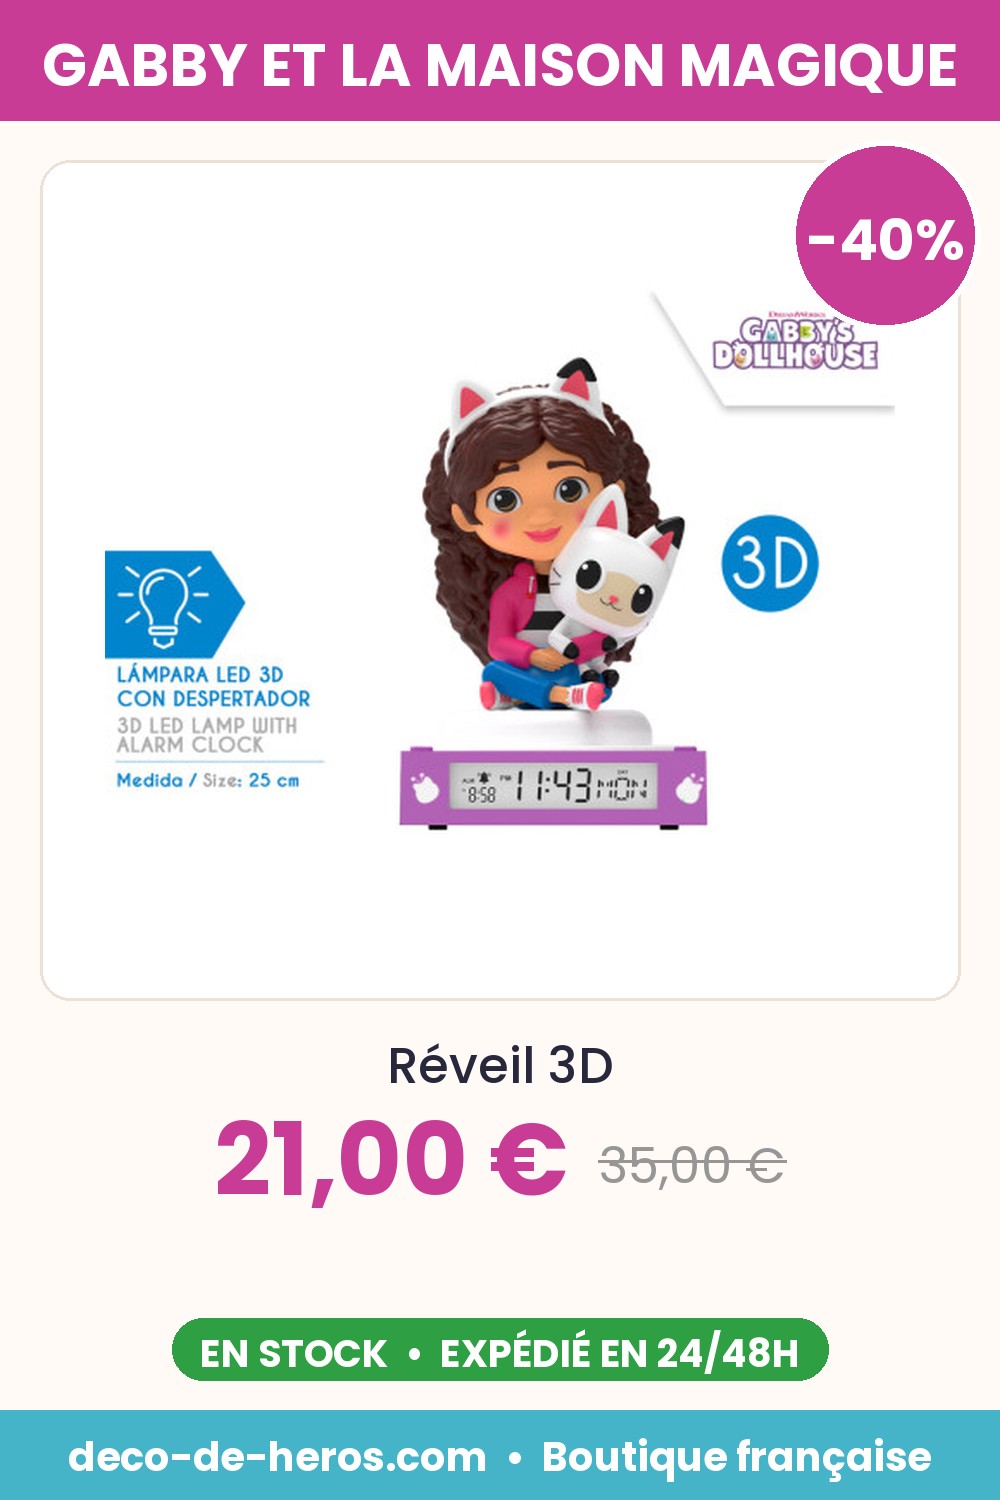 GABBY ET LA MAISON MAGIQUE
-40%
DREAMWORKS
GABBY'S
DOLLHOUSE
3D
LÁMPARA LED 3D
CON DESPERTADOR
3D LED LAMP WITH
ALARM CLOCK
Medida / Size: 25 cm
8:58 PM 11:43 MON
Réveil 3D
21,00 € 35,00 €
EN STOCK • EXPÉDIÉ EN 24/48H
deco-de-heros.com • Boutique française